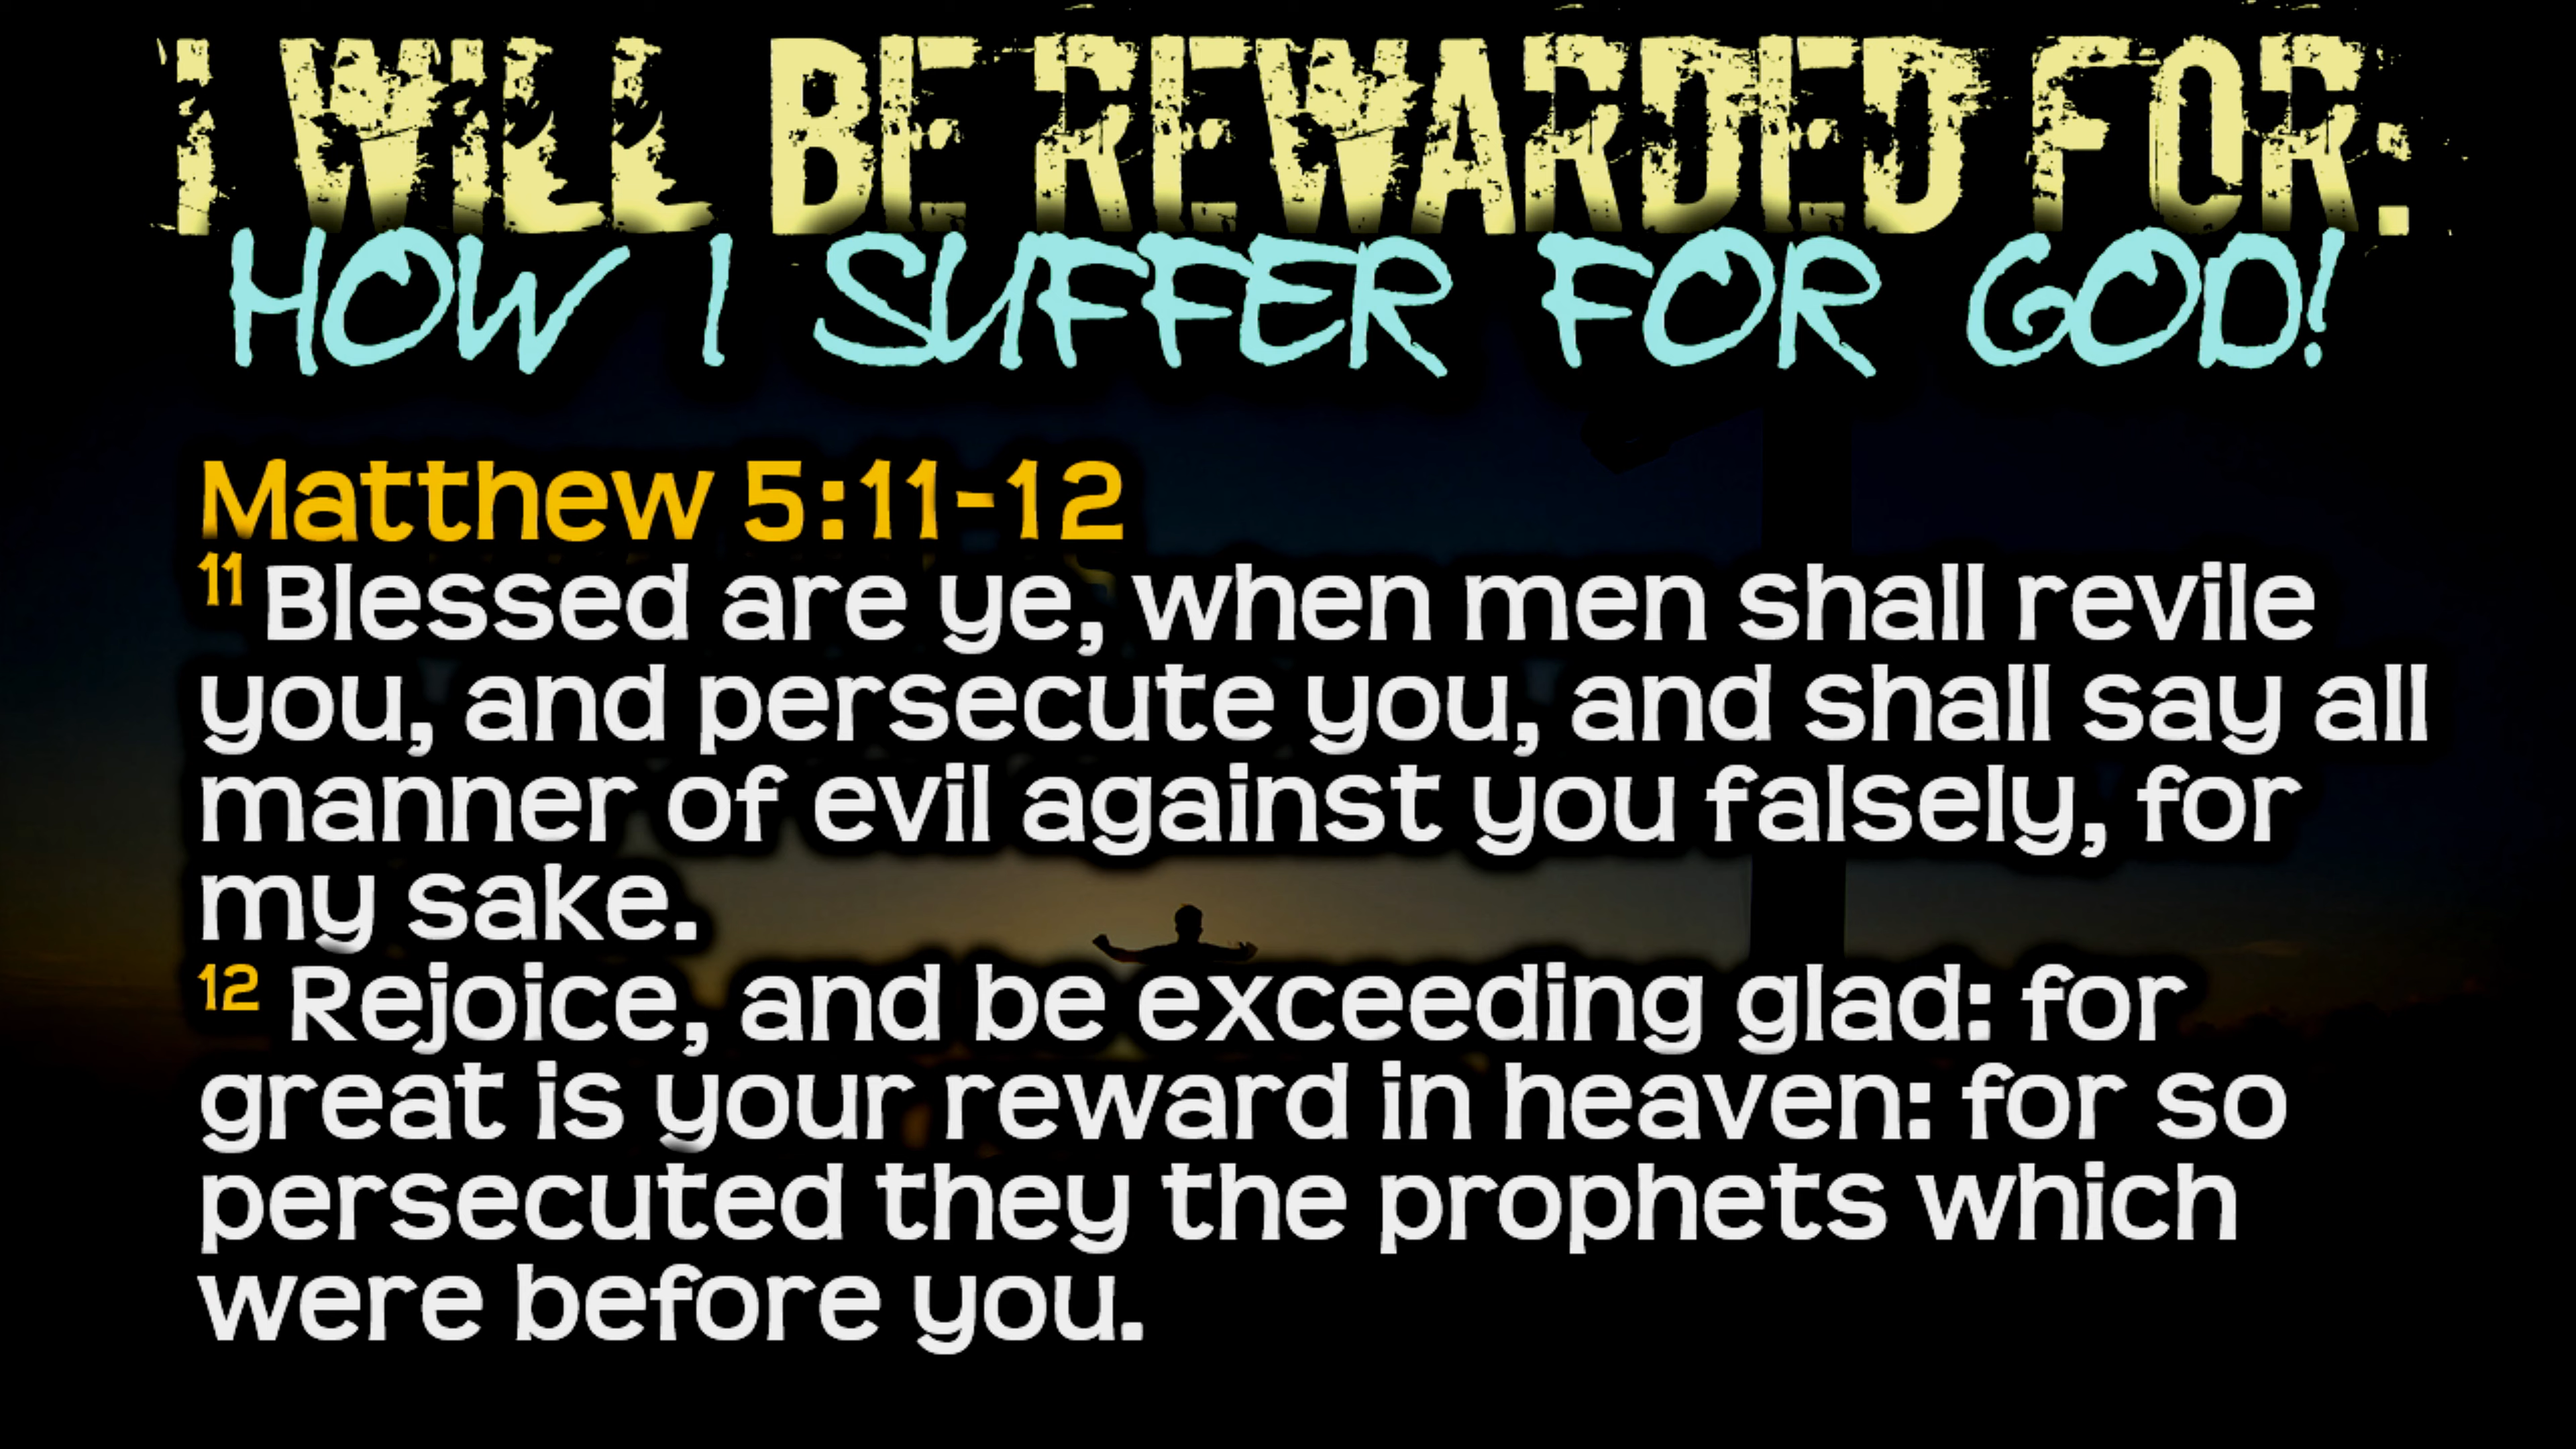 I WILL BE REWARDED FOR:
HOW I SUFFER FOR GOD!
Matthew 5:11-12
11 Blessed are ye, when men shall revile
you, and persecute you, and shall say all
manner of evil against you falsely, for
my sake.
12 Rejoice, and be exceeding glad: for
great is your reward in heaven: for so
persecuted they the prophets which
were before you.